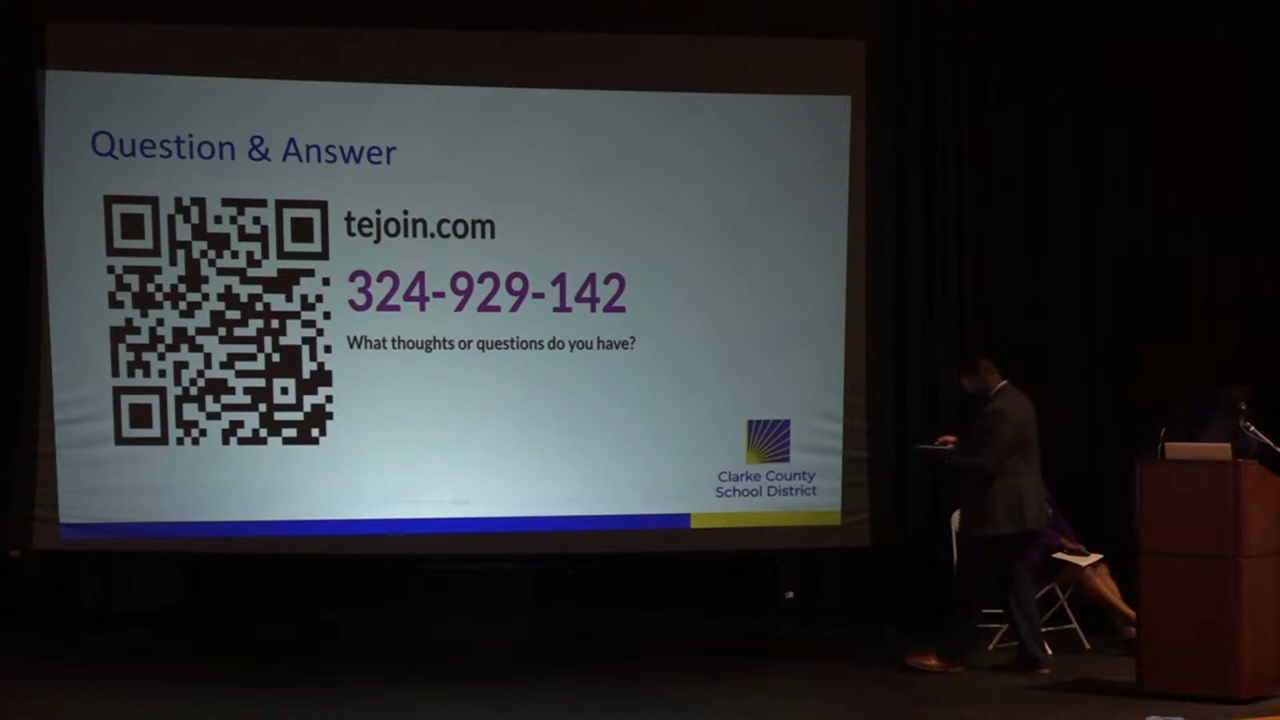 Question & Answer
tejoin.com
324-929-142
What thoughts or questions do you have?
Clarke County
School District